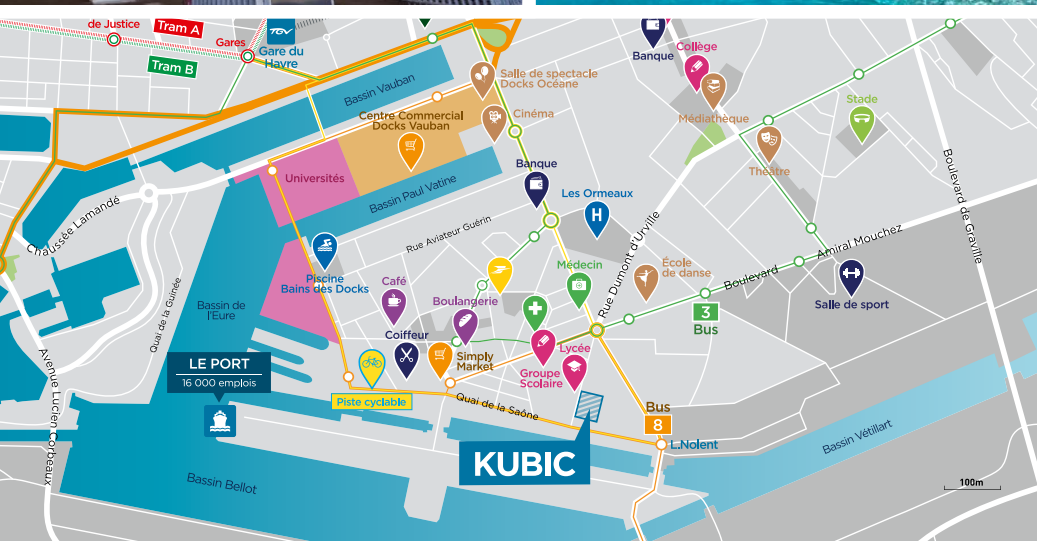 de Justice
Tram A
Gares
Tram B
TGV
Gare du
Havre
Banque
Collège
Médiathèque
Stade
Théâtre
Salle de spectacle
Docks Océane
Cinéma
Bassin Vauban
Centre Commercial
Docks Vauban
Universités
Bassin Paul Vatine
Banque
Les Ormeaux
H
Chaussée Lamandé
Rue Aviateur Guérin
Rue Dumont d'Urville
Boulevard de Graville
Boulevard
Amiral Mouchez
Quai de la Guinée
Piscine
Bains des Docks
Café
Médecin
École
de danse
Salle de sport
Boulangerie
3
Bus
Bassin de
l'Eure
Coiffeur
Simply
Market
Lycée
Groupe
Scolaire
LE PORT
16 000 emplois
Avenue Lucien Corbeaux
Piste cyclable
Quai de la Saône
Bus
8
L.Nolent
KUBIC
Bassin Vétillart
Bassin Bellot
100m